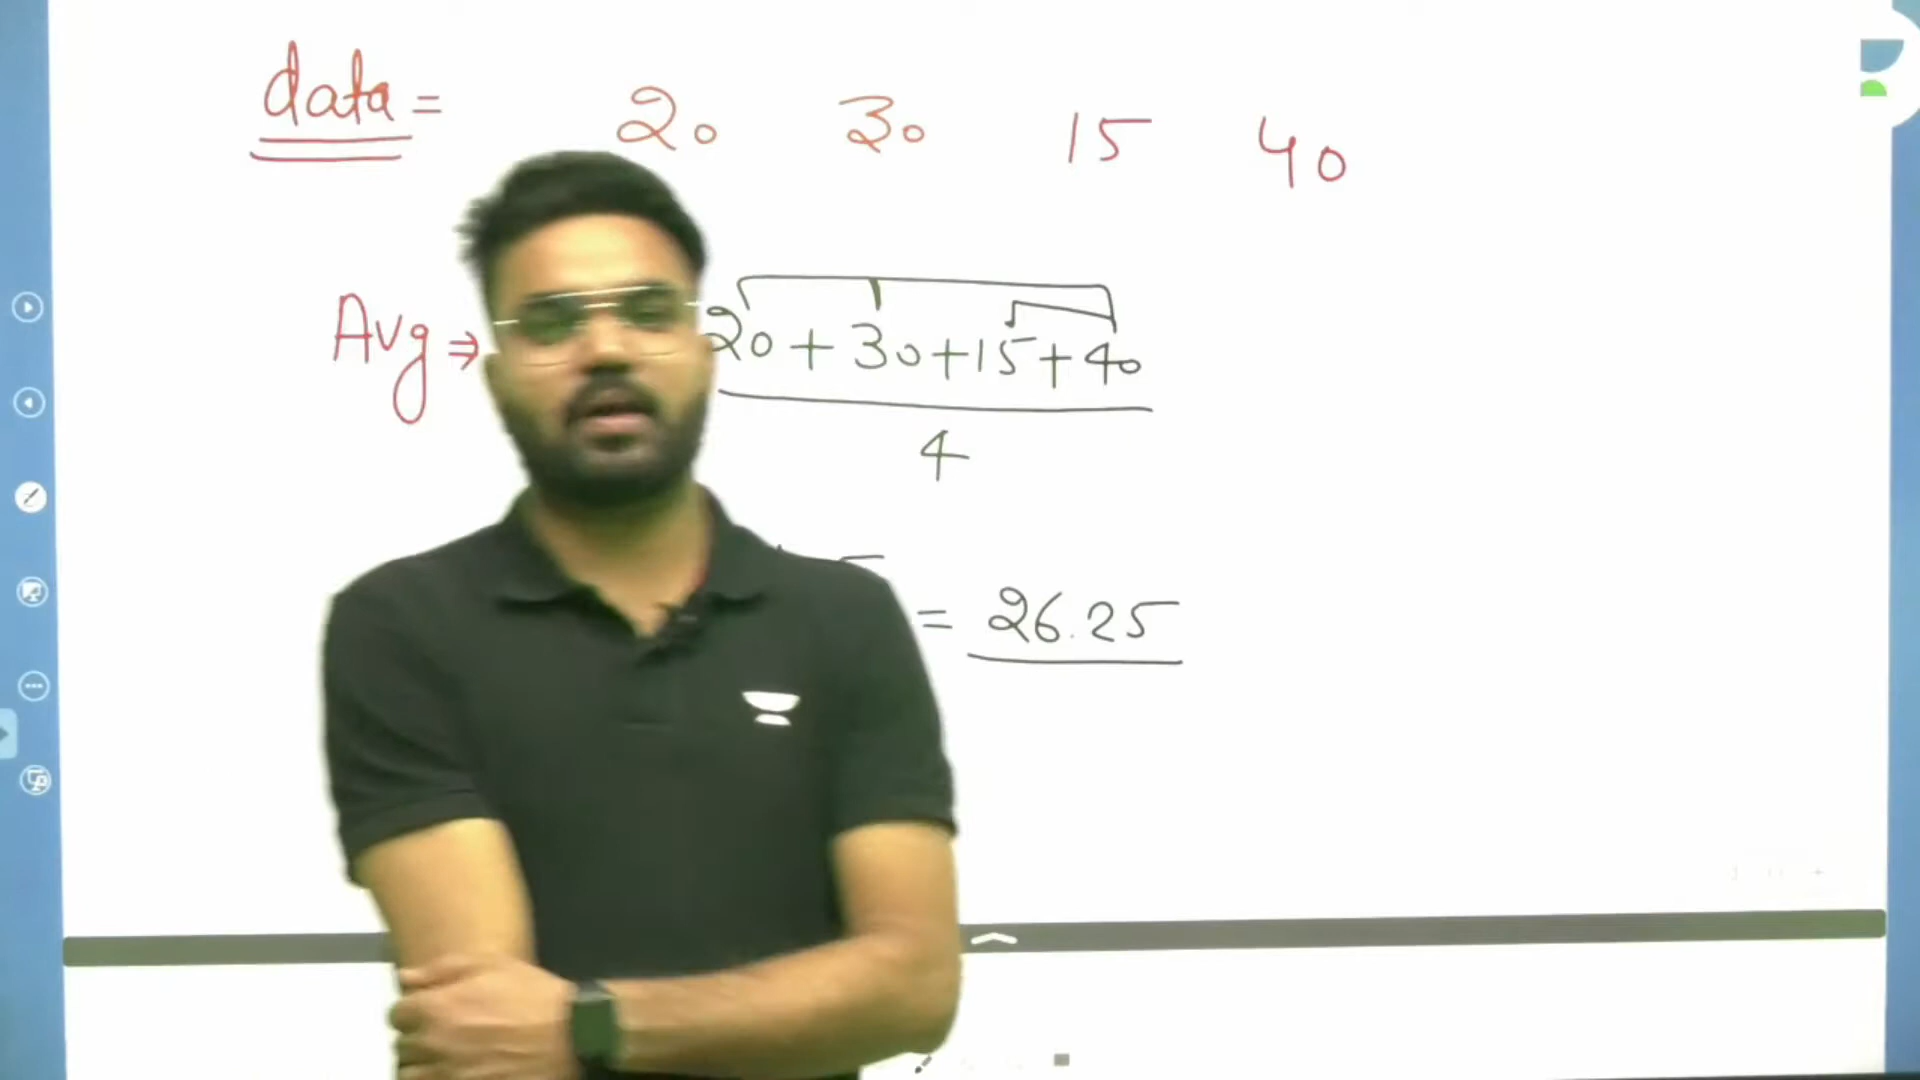 data = 20 30 15 40
Avg ⇒ 20 + 30 + 15 + 40
4
= 26.25